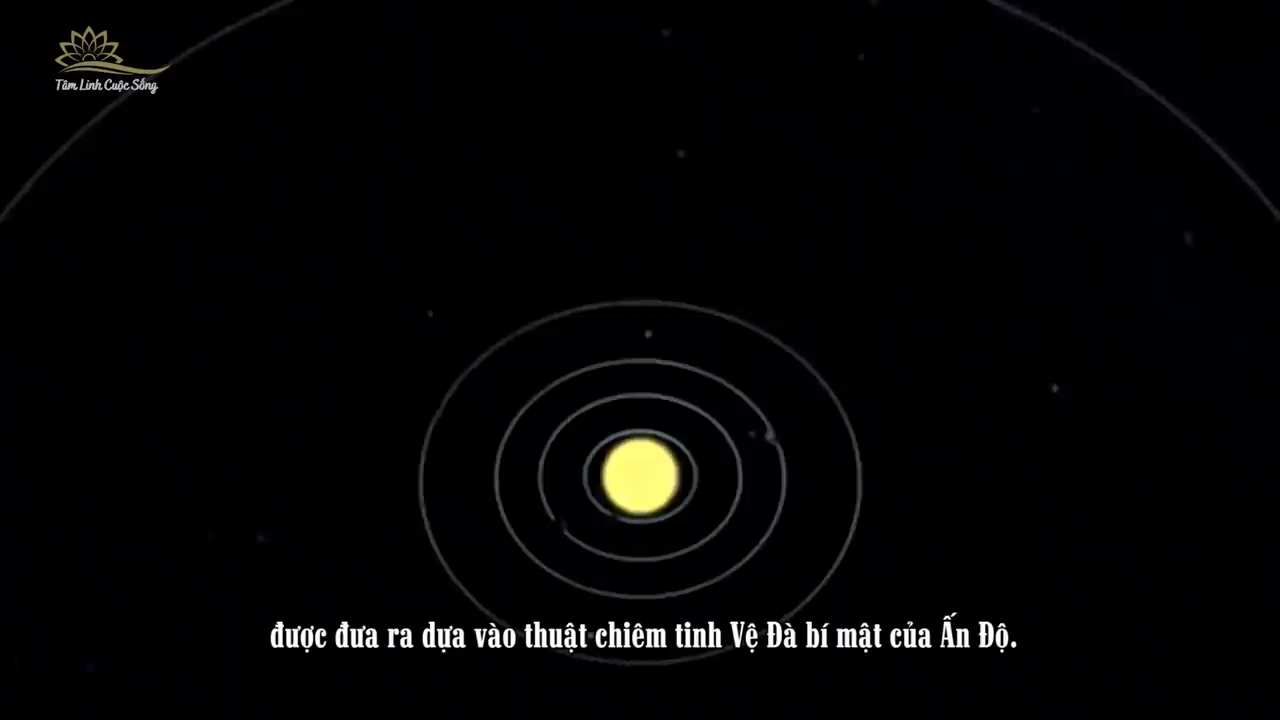 Tâm Linh Cuộc Sống
được đưa ra dựa vào thuật chiêm tinh Vệ Đà bí mật của Ấn Độ.